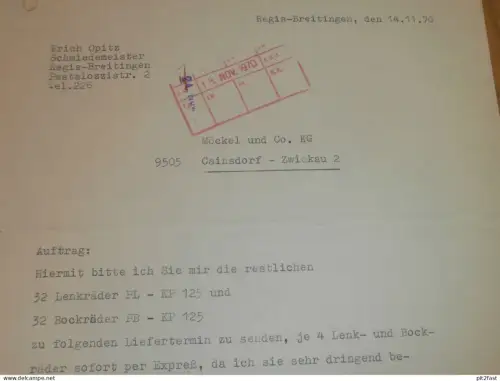 Regis-Breitingen, den 14.11.70
Erich Opitz
Schmiedemeister
Regis-Breitingen
Pestalozzistr. 2
Tel.226
NOV. 1970
Möckel und Co. KG
9505 Cainsdorf - Zwickau 2
Auftrag:
Hiermit bitte ich Sie mir die restlichen
32 Lenkräder PL - KP 125 und
32 Bockräder PB - KP 125
zu folgenden Liefertermin zu senden, je 4 Lenk- und Bock-
räder sofort per Expreß, da ich sie sehr dringend be-
© by pit2fast